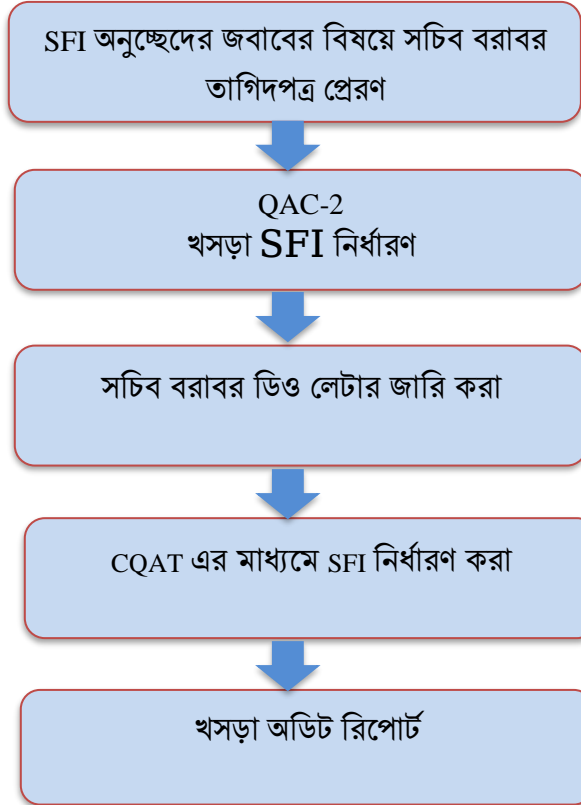 SFI অনুচ্ছেদের জবাবের বিষয়ে সচিব বরাবর
তাগিদপত্র প্রেরণ
QAC-2
খসড়া SFI নির্ধারণ
সচিব বরাবর ডিও লেটার জারি করা
CQAT এর মাধ্যমে SFI নির্ধারণ করা
খসড়া অডিট রিপোর্ট